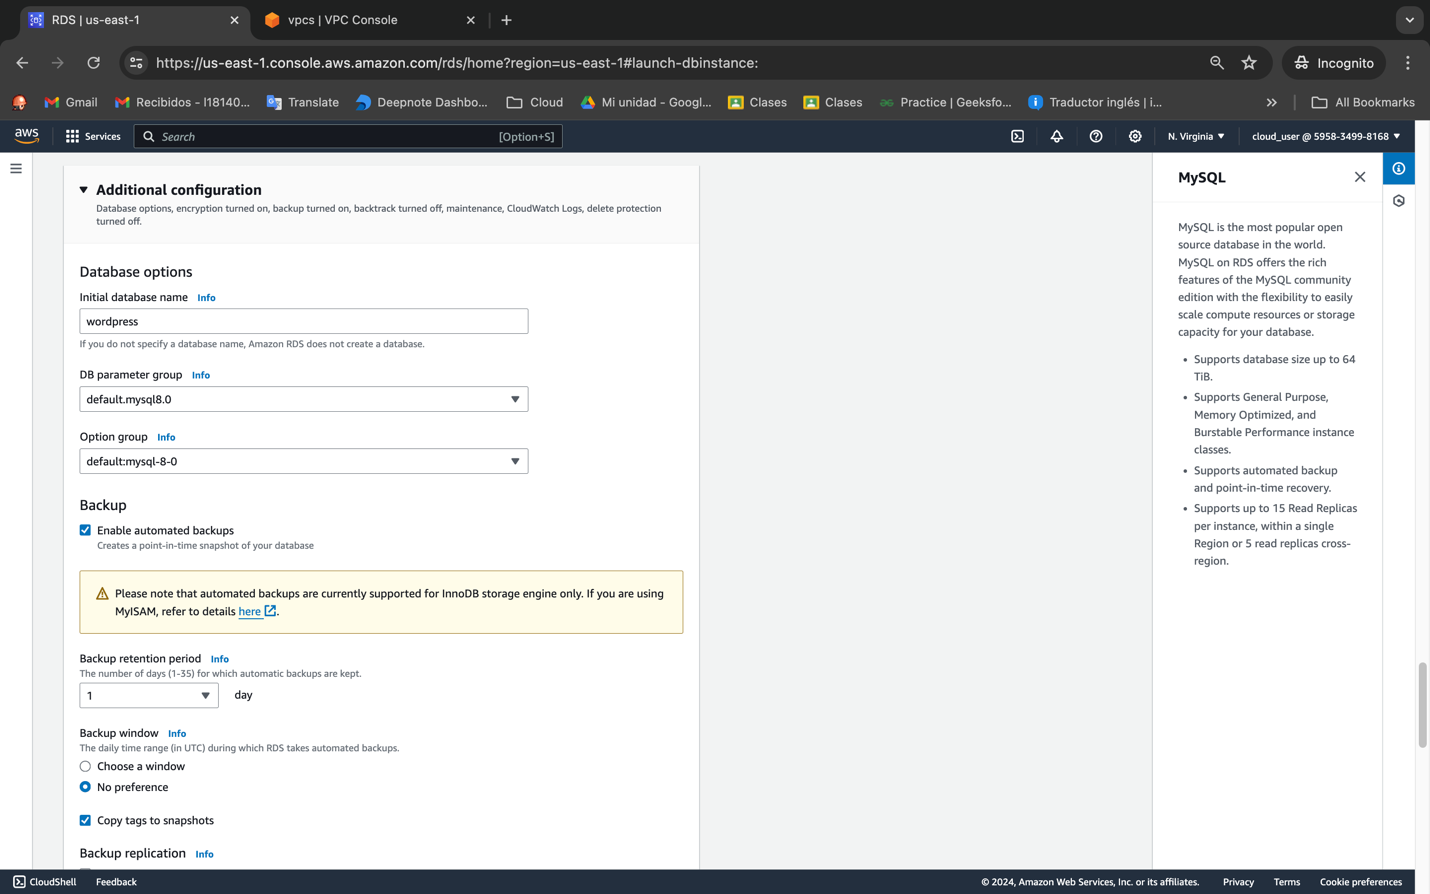 RDS | us-east-1
vpcs | VPC Console
https://us-east-1.console.aws.amazon.com/rds/home?region=us-east-1#launch-dbinstance:
Incognito
Gmail
Recibidos - l18140...
Translate
Deepnote Dashbo...
Cloud
Mi unidad - Googl...
Clases
Clases
Practice | Geeksfo...
Traductor inglés | i...
All Bookmarks
aws
Services
Search
[Option+S]
N. Virginia
cloud_user @ 5958-3499-8168
Additional configuration
Database options, encryption turned on, backup turned on, backtrack turned off, maintenance, CloudWatch Logs, delete protection
turned off.
Database options
Initial database name Info
wordpress
If you do not specify a database name, Amazon RDS does not create a database.
DB parameter group Info
default.mysql8.0
Option group Info
default:mysql-8-0
Backup
Enable automated backups
Creates a point-in-time snapshot of your database
Please note that automated backups are currently supported for InnoDB storage engine only. If you are using
MyISAM, refer to details here.
Backup retention period Info
The number of days (1-35) for which automatic backups are kept.
1
day
Backup window Info
The daily time range (in UTC) during which RDS takes automated backups.
Choose a window
No preference
Copy tags to snapshots
Backup replication Info
MySQL
MySQL is the most popular open
source database in the world.
MySQL on RDS offers the rich
features of the MySQL community
edition with the flexibility to easily
scale compute resources or storage
capacity for your database.
• Supports database size up to 64
TiB.
• Supports General Purpose,
Memory Optimized, and
Burstable Performance instance
classes.
• Supports automated backup
and point-in-time recovery.
• Supports up to 15 Read Replicas
per instance, within a single
Region or 5 read replicas cross-
region.
CloudShell
Feedback
© 2024, Amazon Web Services, Inc. or its affiliates.
Privacy
Terms
Cookie preferences